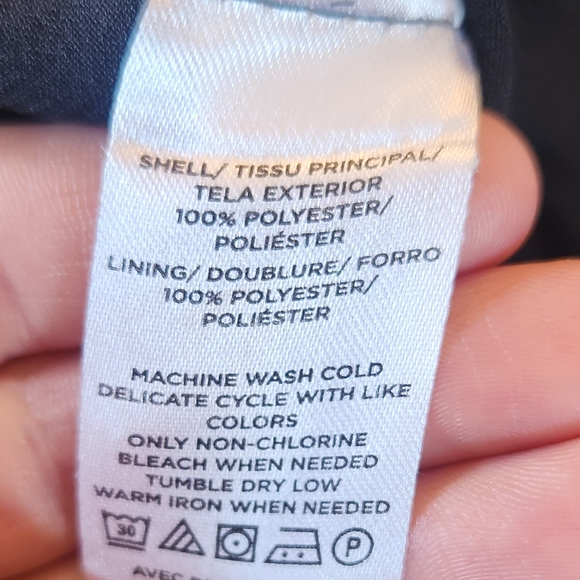 SHELL/ TISSU PRINCIPAL/
TELA EXTERIOR
100% POLYESTER/
POLIÉSTER
LINING/ DOUBLURE/ FORRO
100% POLYESTER/
POLIÉSTER
MACHINE WASH COLD
DELICATE CYCLE WITH LIKE
COLORS
ONLY NON-CHLORINE
BLEACH WHEN NEEDED
TUMBLE DRY LOW
WARM IRON WHEN NEEDED
30 P
AVEC